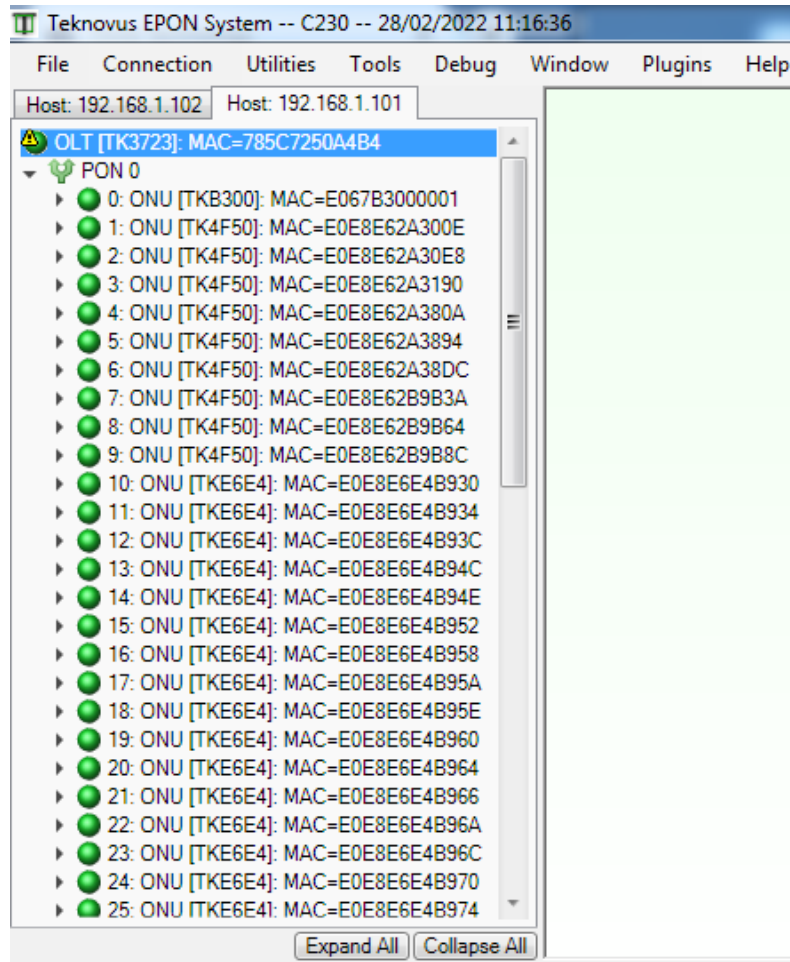 Teknovus EPON System -- C230 -- 28/02/2022 11:16:36
File Connection Utilities Tools Debug Window Plugins Help
Host: 192.168.1.102 Host: 192.168.1.101
OLT [TK3723]: MAC=785C7250A4B4
PON 0
0: ONU [TKB300]: MAC=E067B3000001
1: ONU [TK4F50]: MAC=E0E8E62A300E
2: ONU [TK4F50]: MAC=E0E8E62A30E8
3: ONU [TK4F50]: MAC=E0E8E62A3190
4: ONU [TK4F50]: MAC=E0E8E62A380A
5: ONU [TK4F50]: MAC=E0E8E62A3894
6: ONU [TK4F50]: MAC=E0E8E62A38DC
7: ONU [TK4F50]: MAC=E0E8E62B9B3A
8: ONU [TK4F50]: MAC=E0E8E62B9B64
9: ONU [TK4F50]: MAC=E0E8E62B9B8C
10: ONU [TKE6E4]: MAC=E0E8E6E4B930
11: ONU [TKE6E4]: MAC=E0E8E6E4B934
12: ONU [TKE6E4]: MAC=E0E8E6E4B93C
13: ONU [TKE6E4]: MAC=E0E8E6E4B94C
14: ONU [TKE6E4]: MAC=E0E8E6E4B94E
15: ONU [TKE6E4]: MAC=E0E8E6E4B952
16: ONU [TKE6E4]: MAC=E0E8E6E4B958
17: ONU [TKE6E4]: MAC=E0E8E6E4B95A
18: ONU [TKE6E4]: MAC=E0E8E6E4B95E
19: ONU [TKE6E4]: MAC=E0E8E6E4B960
20: ONU [TKE6E4]: MAC=E0E8E6E4B964
21: ONU [TKE6E4]: MAC=E0E8E6E4B966
22: ONU [TKE6E4]: MAC=E0E8E6E4B96A
23: ONU [TKE6E4]: MAC=E0E8E6E4B96C
24: ONU [TKE6E4]: MAC=E0E8E6E4B970
25: ONU [TKE6E4]: MAC=E0E8E6E4B974
Expand All Collapse All